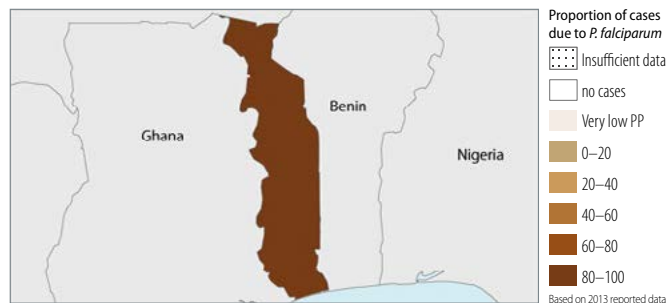 Proportion of cases
due to P. falciparum
Insufficient data
no cases
Very low PP
0–20
20–40
40–60
60–80
80–100
Based on 2013 reported data
Ghana
Benin
Nigeria